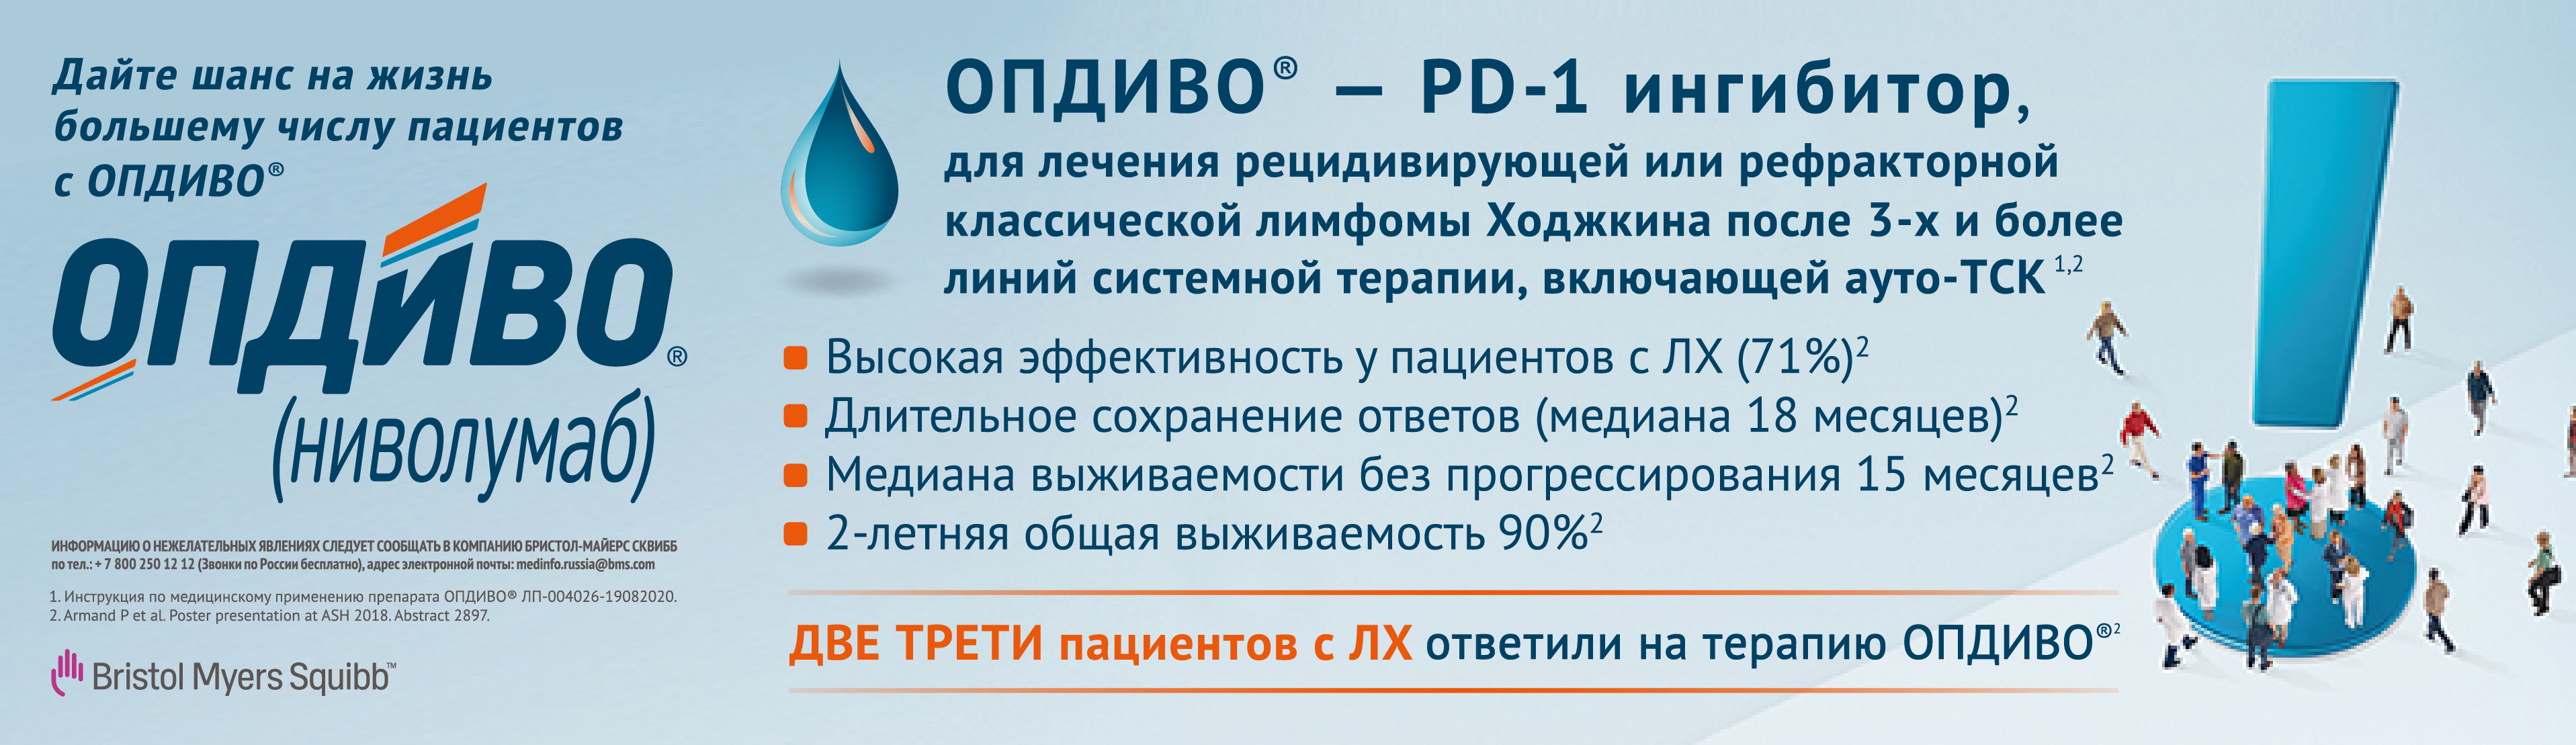 Дайте шанс на жизнь
большему числу пациентов
с ОПДИВО®
ОПДИВО®
(ниволумаб)
ИНФОРМАЦИЮ О НЕЖЕЛАТЕЛЬНЫХ ЯВЛЕНИЯХ СЛЕДУЕТ СООБЩАТЬ В КОМПАНИЮ БРИСТОЛ-МАЙЕРС СКВИББ
по тел.: + 7 800 250 12 12 (Звонки по России бесплатно), адрес электронной почты: medinfo.russia@bms.com
1. Инструкция по медицинскому применению препарата ОПДИВО® ЛП-004026-19082020.
2. Armand P et al. Poster presentation at ASH 2018. Abstract 2897.
Bristol Myers Squibb™
ОПДИВО® — PD-1 ингибитор,
для лечения рецидивирующей или рефракторной
классической лимфомы Ходжкина после 3-х и более
линий системной терапии, включающей ауто-ТСК 1,2
Высокая эффективность у пациентов с ЛХ (71%)2
Длительное сохранение ответов (медиана 18 месяцев)2
Медиана выживаемости без прогрессирования 15 месяцев2
2-летняя общая выживаемость 90%2
ДВЕ ТРЕТИ пациентов с ЛХ ответили на терапию ОПДИВО®2